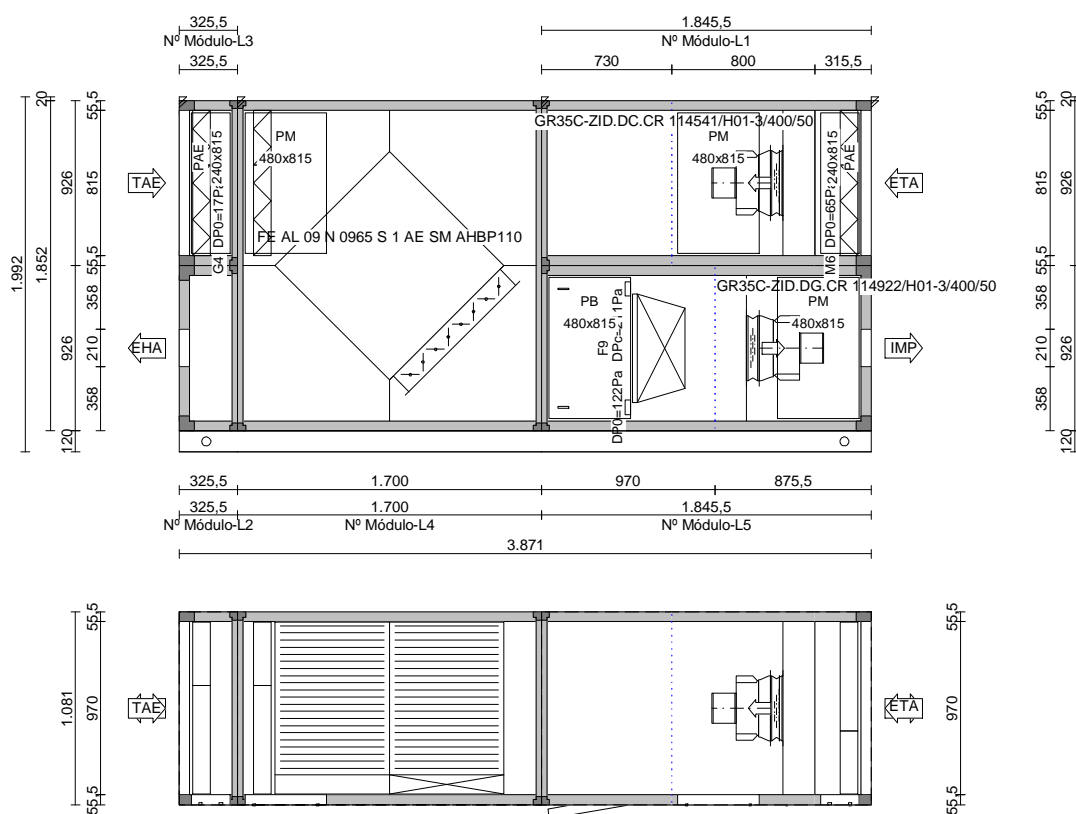 325,5
1.845,5
Nº Módulo-L3
Nº Módulo-L1
325,5
730
800
315,5
20
55,5
926
815
55,5
1.992
1.852
358
926
210
358
120
TAE
PAE
G4 DP0=17Pa
240x815
PM
480x815
FE AL 09 N 0965 S 1 AE SM AHBP110
GR35C-ZID.DC.CR 114541/H01-3/400/50
PM
480x815
M6 DP0=65Pa
240x815
PAE
ETA
EHA
PB
480x815
F9
DP0=122Pa
GR35C-ZID.DG.CR 114922/H01-3/400/50
PM
480x815
IMP
20
55,5
815
926
55,5
358
210
926
358
120
325,5
1.700
970
875,5
325,5
1.700
1.845,5
Nº Módulo-L2
Nº Módulo-L4
Nº Módulo-L5
3.871
55,5
1.081
970
55,5
TAE
ETA
55,5
970
55,5